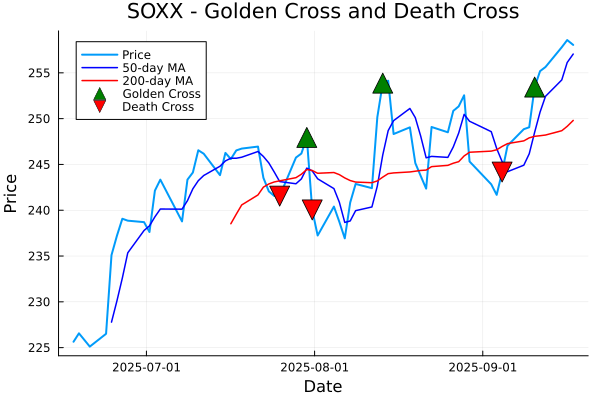 SOXX - Golden Cross and Death Cross
Price
50-day MA
200-day MA
Golden Cross
Death Cross
255
250
245
240
235
230
225
Price
2025-07-01
2025-08-01
2025-09-01
Date